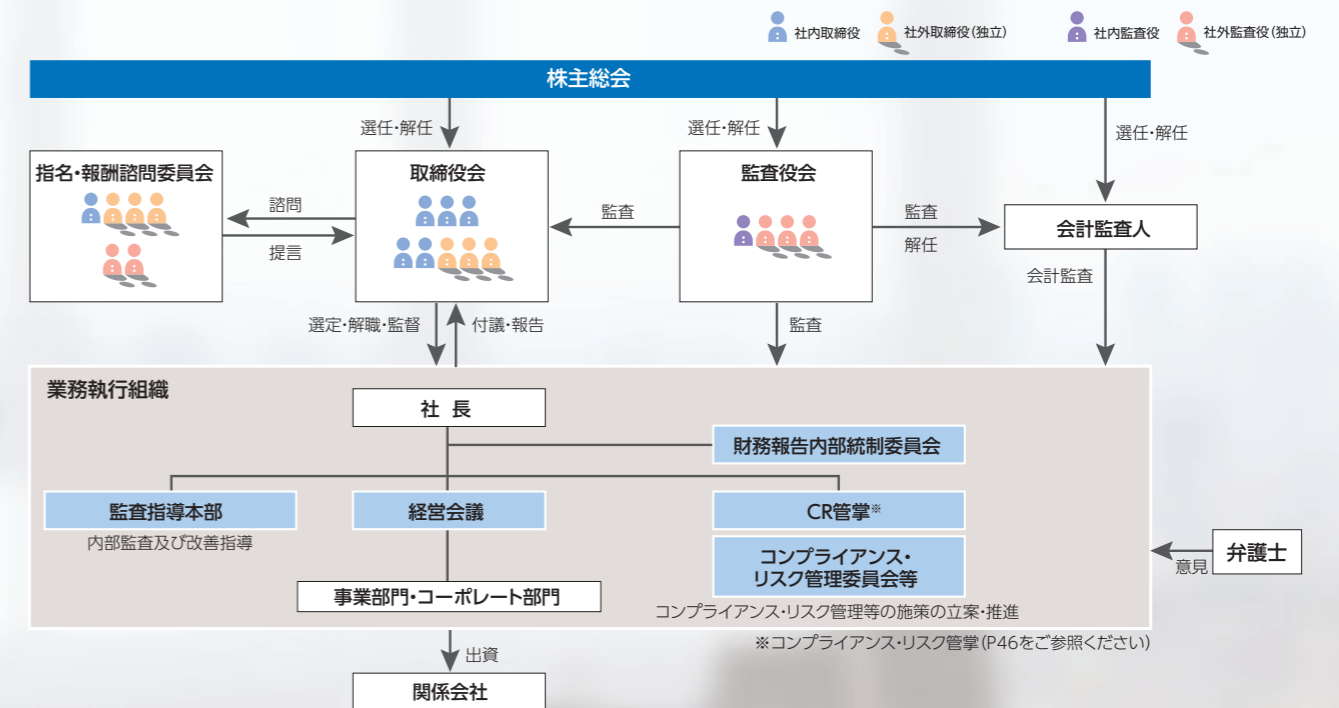 社内取締役
社外取締役(独立)
社内監査役
社外監査役(独立)
株主総会
選任・解任
選任・解任
選任・解任
指名・報酬諮問委員会
取締役会
監査役会
諮問
提言
監査
監査
解任
会計監査人
会計監査
選定・解職・監督
付議・報告
監査
業務執行組織
社 長
財務報告内部統制委員会
監査指導本部
経営会議
CR管掌※
内部監査及び改善指導
コンプライアンス・
リスク管理委員会等
事業部門・コーポレート部門
コンプライアンス・リスク管理等の施策の立案・推進
意見
弁護士
※コンプライアンス・リスク管掌(P46をご参照ください)
出資
関係会社